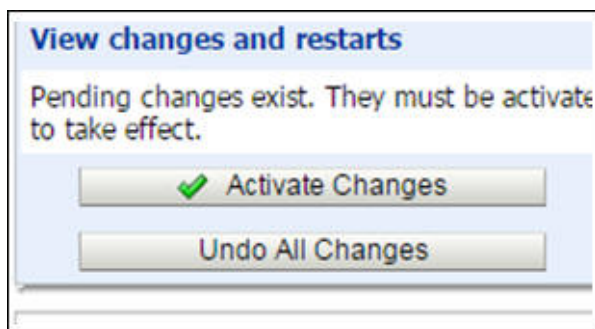 View changes and restarts
Pending changes exist. They must be activate
to take effect.
Activate Changes
Undo All Changes